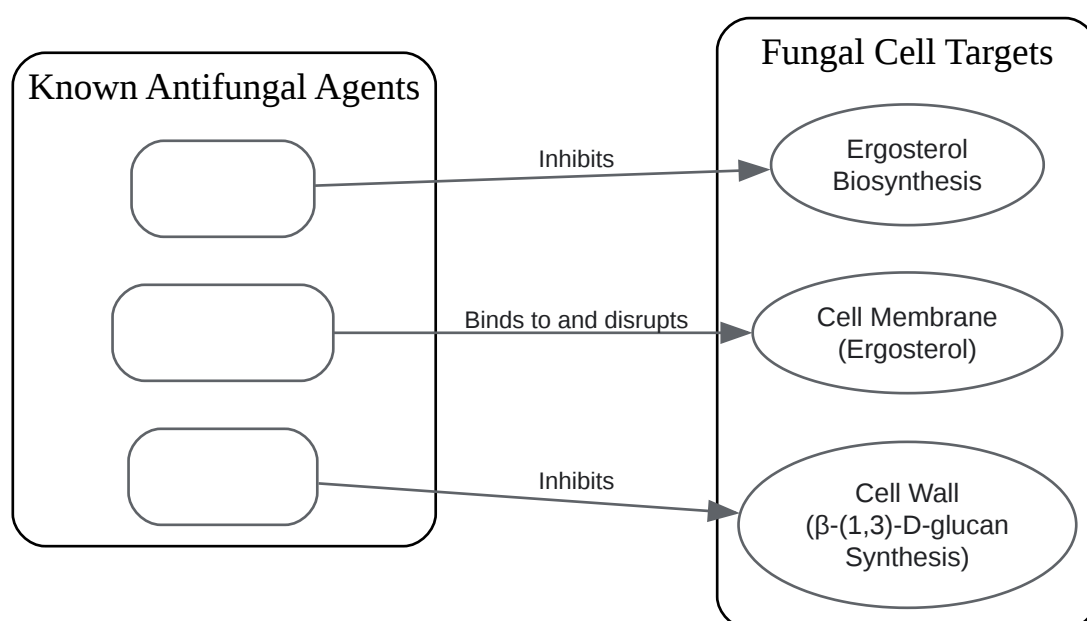 Known Antifungal Agents
Fungal Cell Targets
Inhibits
Ergosterol
Biosynthesis
Binds to and disrupts
Cell Membrane
(Ergosterol)
Inhibits
Cell Wall
(β-(1,3)-D-glucan
Synthesis)